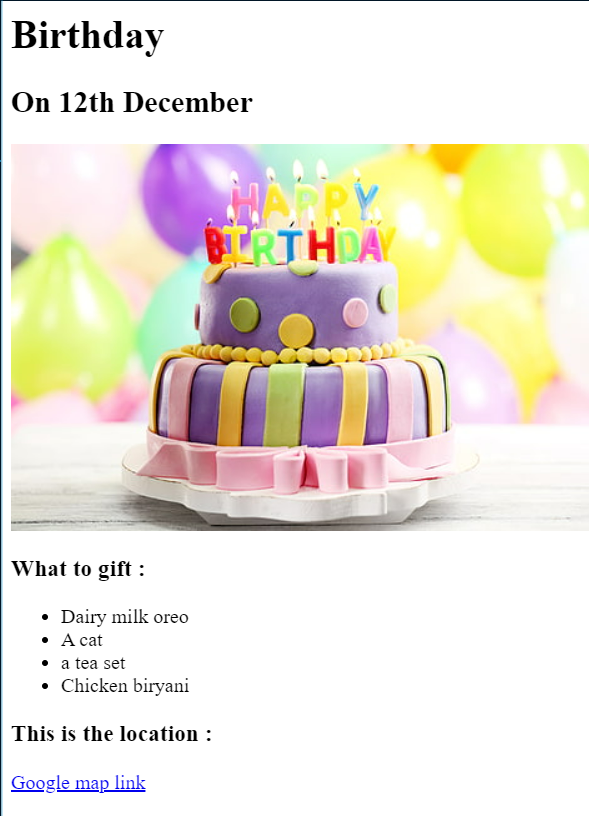 Birthday
On 12th December
HAPPY
BIRTHDAY
What to gift :
Dairy milk oreo
A cat
a tea set
Chicken biryani
This is the location :
Google map link